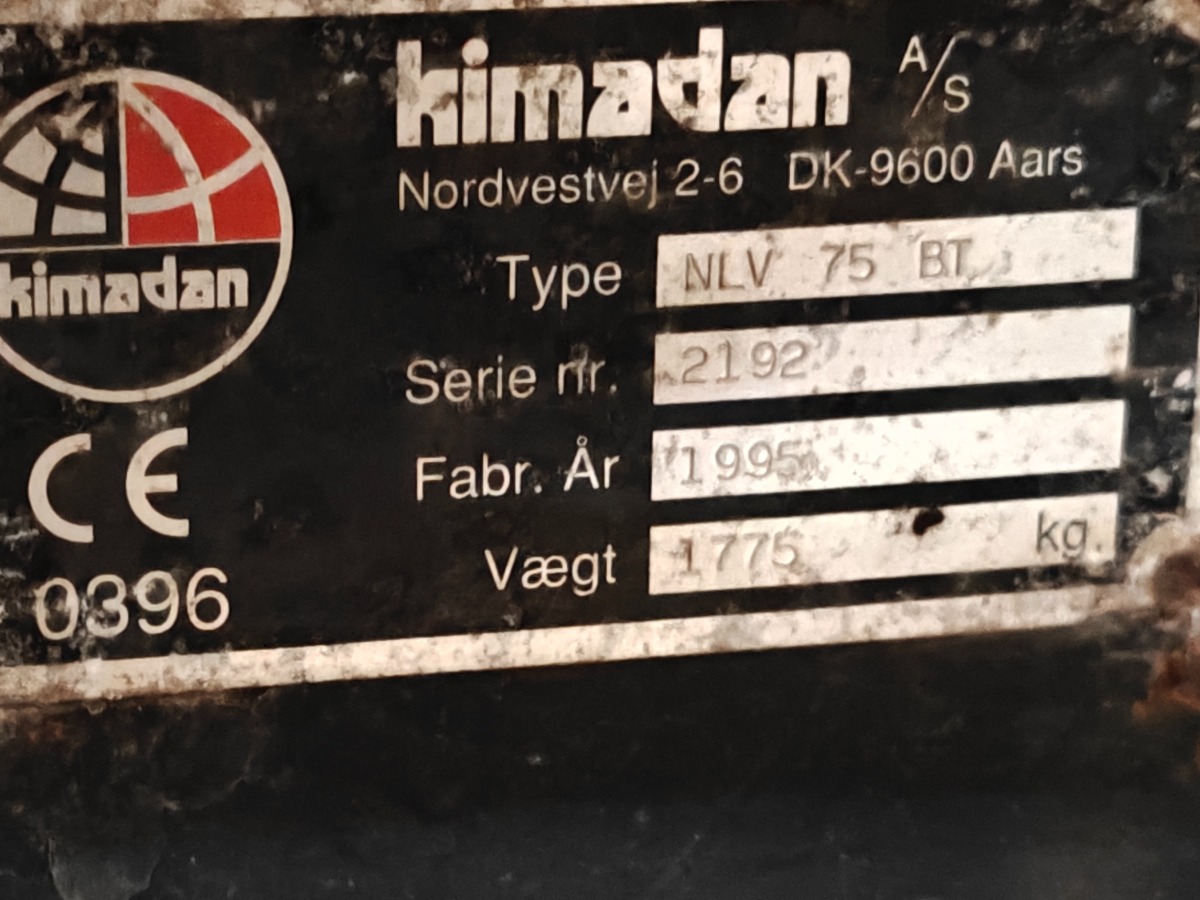 kimadan A/S
Nordvestvej 2-6 DK-9600 Aars
kimadan
Type NLV 75 BT
Serie nr. 2192
Fabr. År 1995
Vægt 1775 kg.
CE
0396